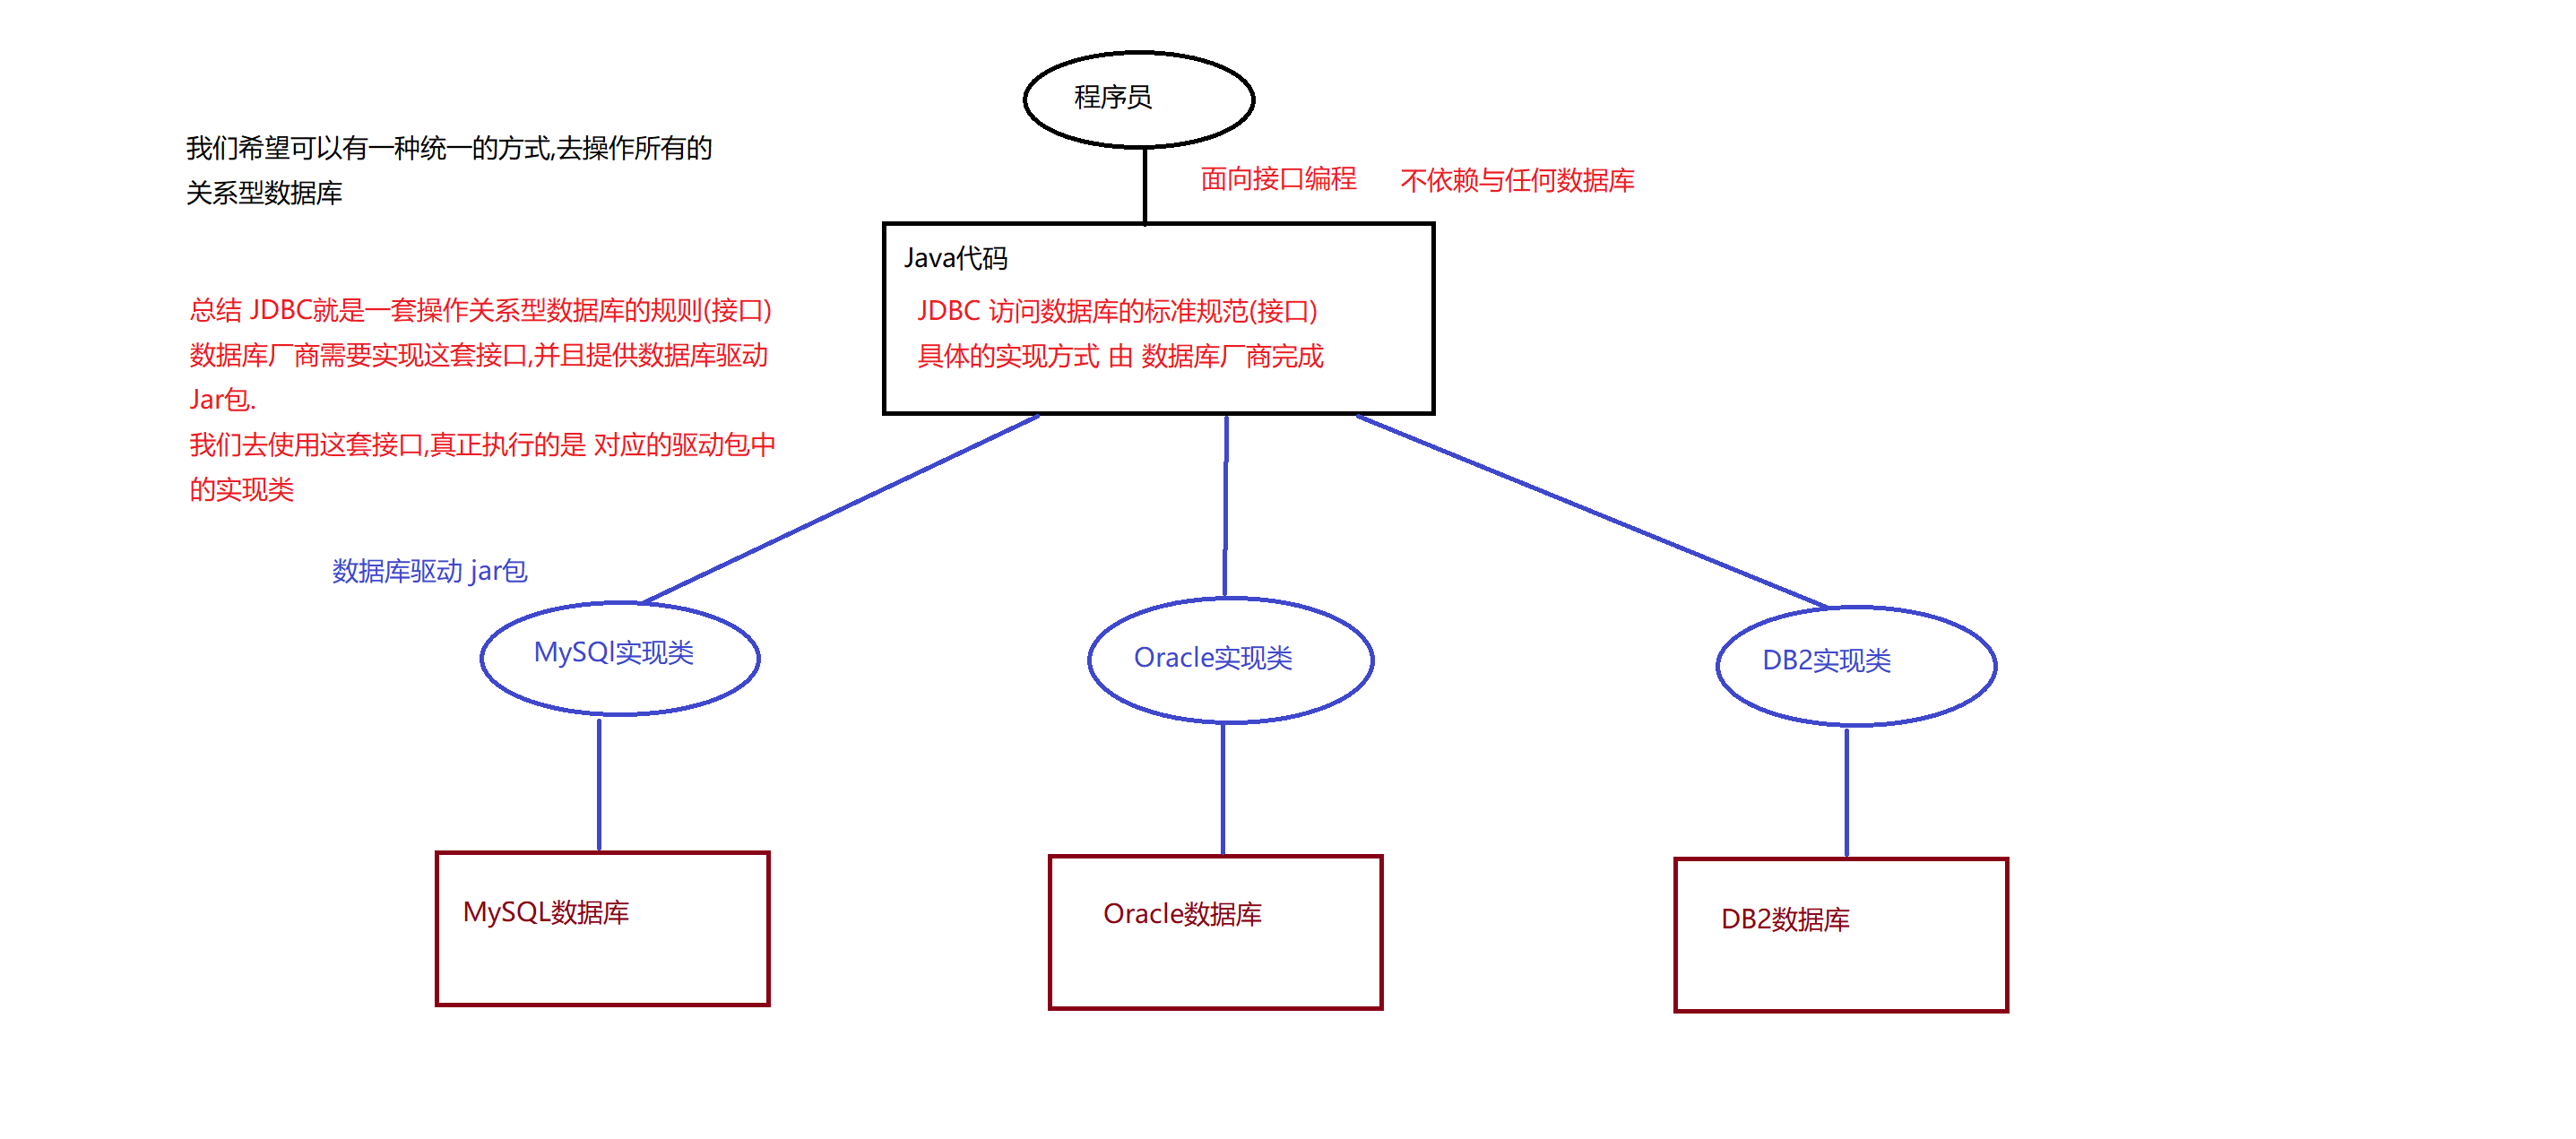 程序员
我们希望可以有一种统一的方式,去操作所有的
关系型数据库
面向接口编程 不依赖与任何数据库
Java代码
JDBC 访问数据库的标准规范(接口)
具体的实现方式 由 数据库厂商完成
总结 JDBC就是一套操作关系型数据库的规则(接口)
数据库厂商需要实现这套接口,并且提供数据库驱动
Jar包.
我们去使用这套接口,真正执行的是 对应的驱动包中
的实现类
数据库驱动 jar包
MySQl实现类
Oracle实现类
DB2实现类
MySQL数据库
Oracle数据库
DB2数据库